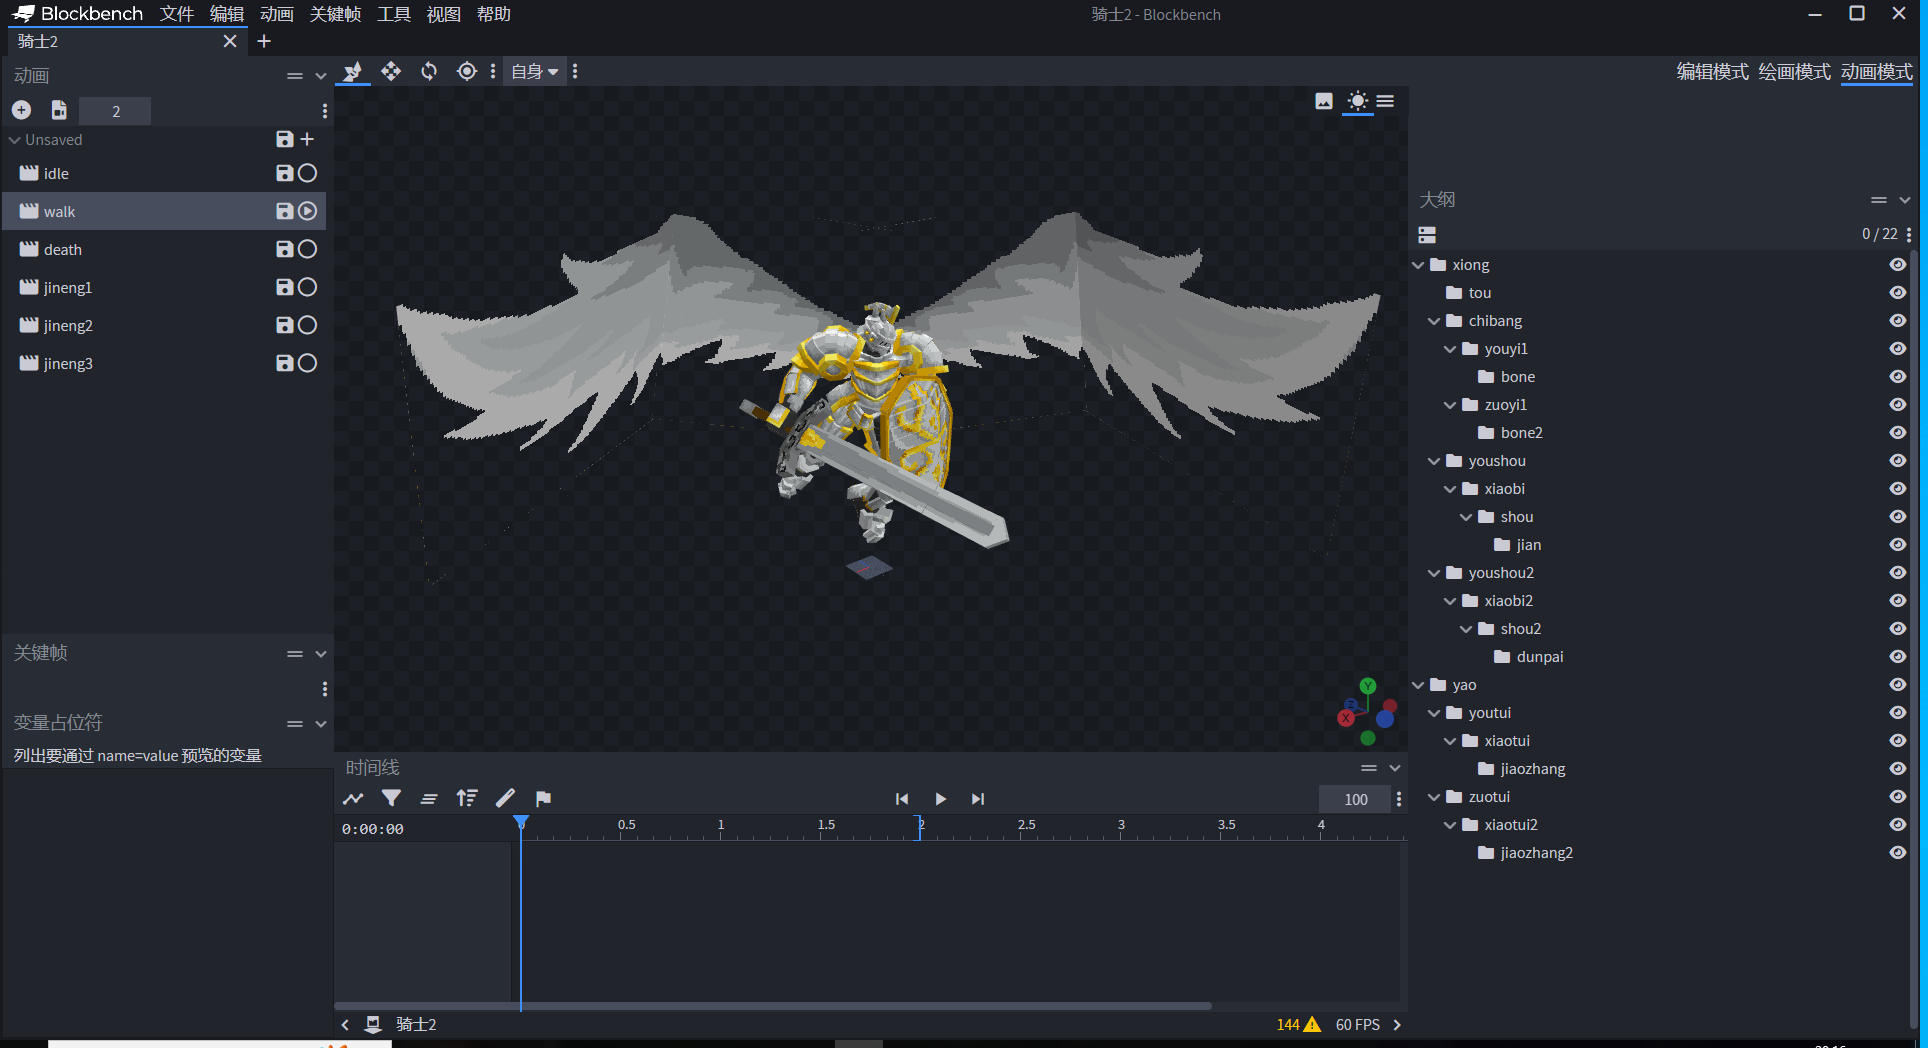 Blockbench 文件 编辑 动画 关键帧 工具 视图 帮助
骑士2 - Blockbench
骑士2
动画
2
Unsaved
idle
walk
death
jineng1
jineng2
jineng3
关键帧
变量占位符
列出要通过 name=value 预览的变量
自身
编辑模式 绘画模式 动画模式
Y
Z
X
时间线
100
0:00:00
0 0.5 1 1.5 2 2.5 3 3.5 4
骑士2
144
60 FPS
大纲
0 / 22
xiong
tou
chibang
youyi1
bone
zuoyi1
bone2
youshou
xiaobi
shou
jian
youshou2
xiaobi2
shou2
dunpai
yao
youtui
xiaotui
jiaozhang
zuotui
xiaotui2
jiaozhang2